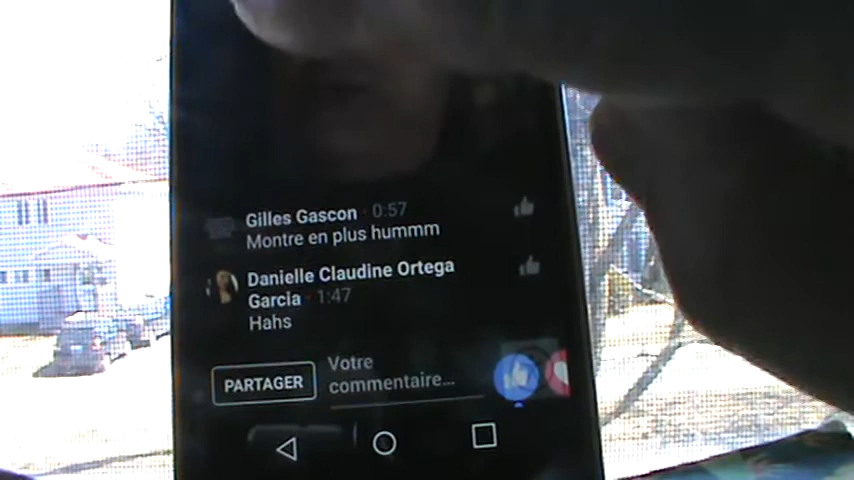 Gilles Gascon · 0:57
Montre en plus hummm
Danielle Claudine Ortega
Garcia · 1:47
Hahs
PARTAGER
Votre
commentaire...